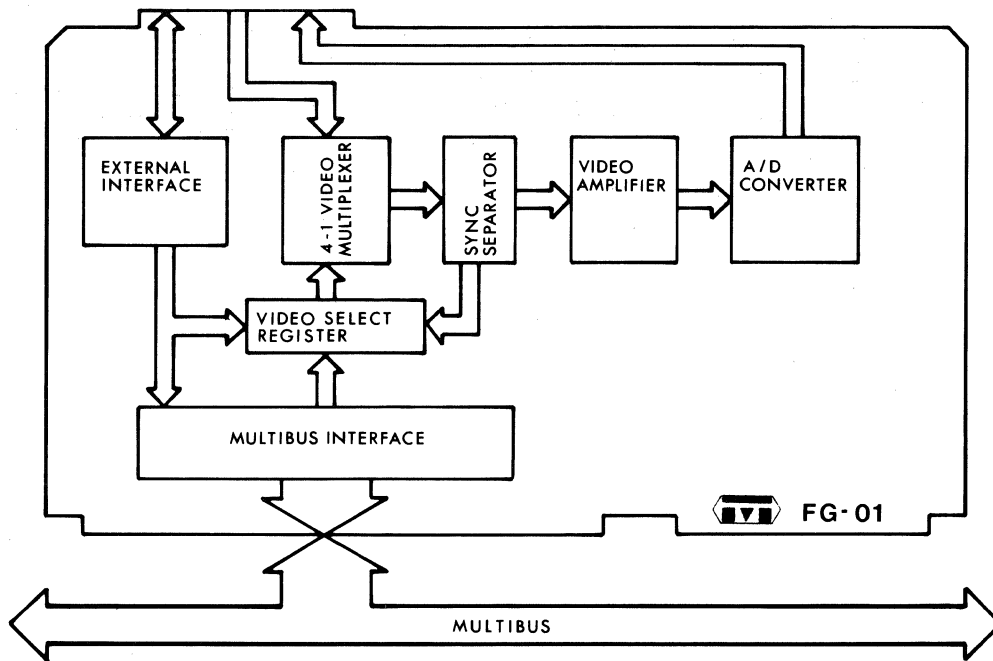 EXTERNAL
INTERFACE
4-1 VIDEO
MULTIPLEXER
SYNC
SEPARATOR
VIDEO
AMPLIFIER
A/D
CONVERTER
VIDEO SELECT
REGISTER
MULTIBUS INTERFACE
FG-01
MULTIBUS